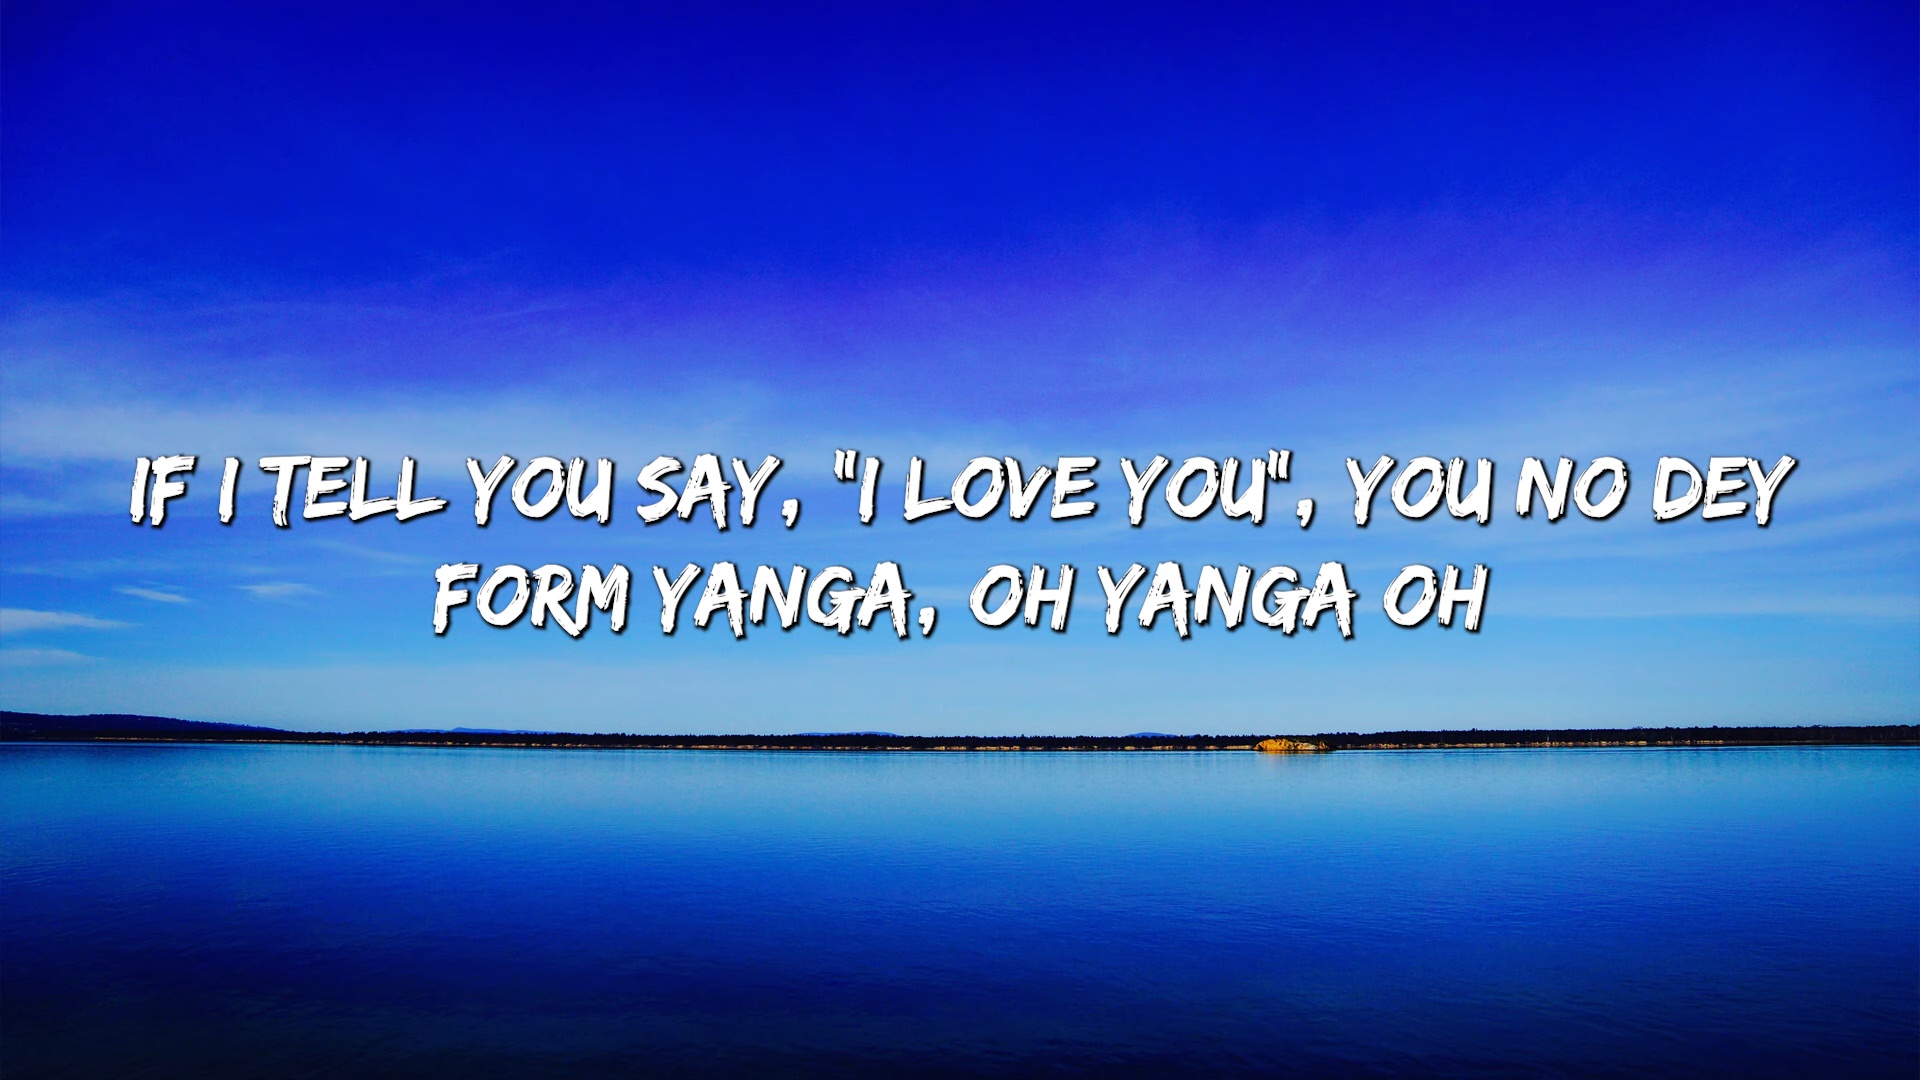 IF I TELL YOU SAY, "I LOVE YOU", YOU NO DEY
FORM YANGA, OH YANGA OH